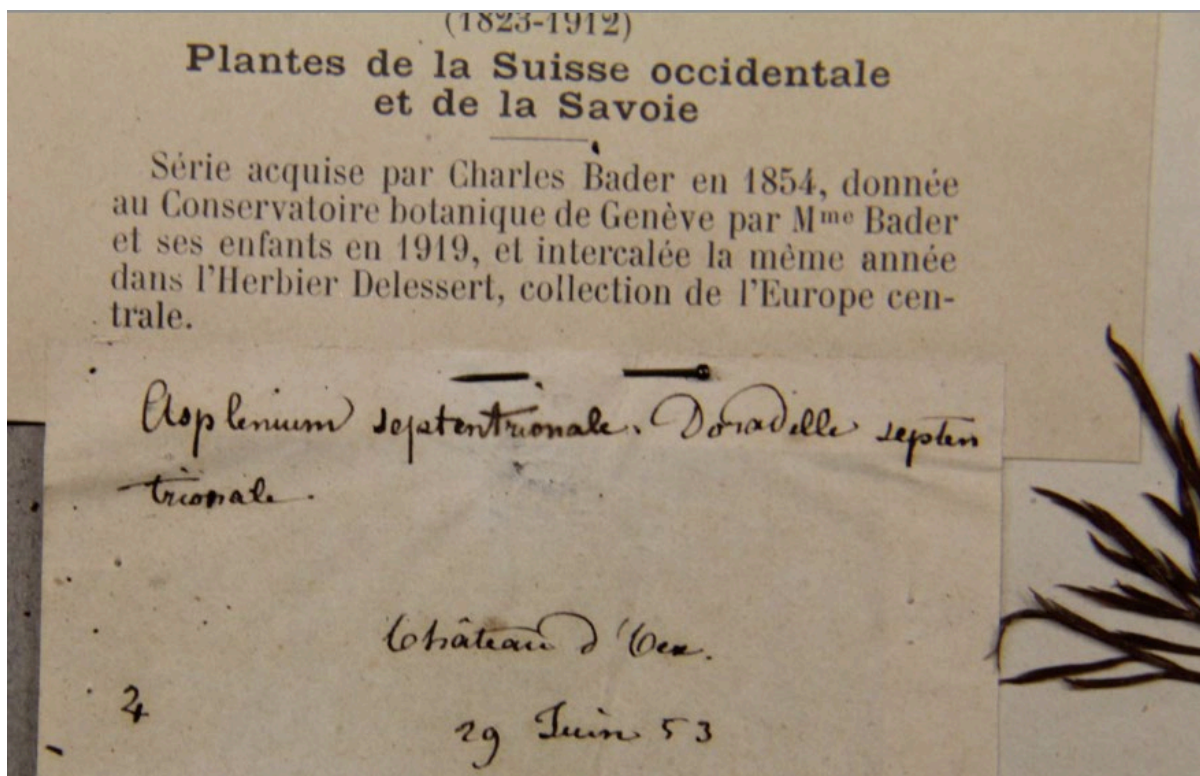 (1823-1912)
Plantes de la Suisse occidentale
et de la Savoie
Série acquise par Charles Bader en 1854, donnée
au Conservatoire botanique de Genève par Mme Bader
et ses enfants en 1919, et intercalée la même année
dans l'Herbier Delessert, collection de l'Europe cen-
trale.
Asplenium septentrionale. Doradille septen
trionale.
Château d'Oex.
24
29 Juin 53